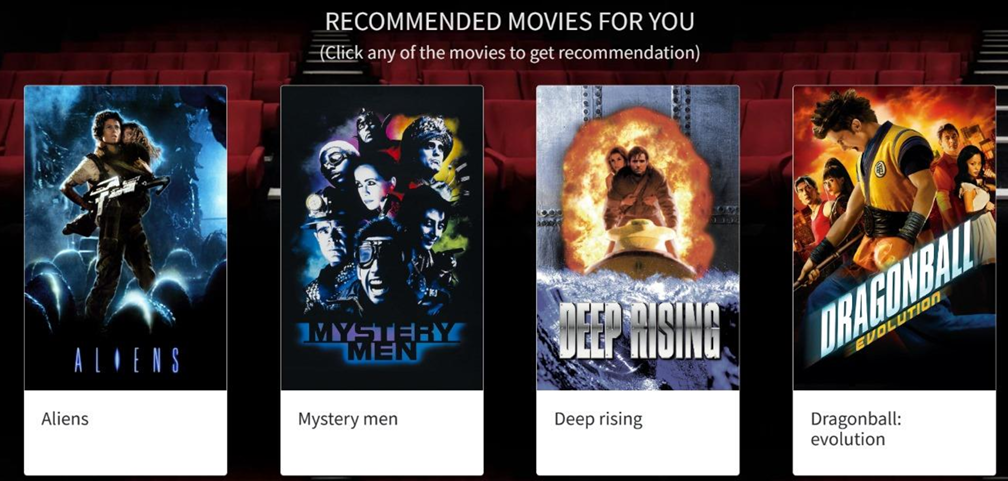 RECOMMENDED MOVIES FOR YOU
(Click any of the movies to get recommendation)
ALIENS
MYSTERY
MEN
DEEP RISING
DRAGONBALL
EVOLUTION
Aliens
Mystery men
Deep rising
Dragonball:
evolution